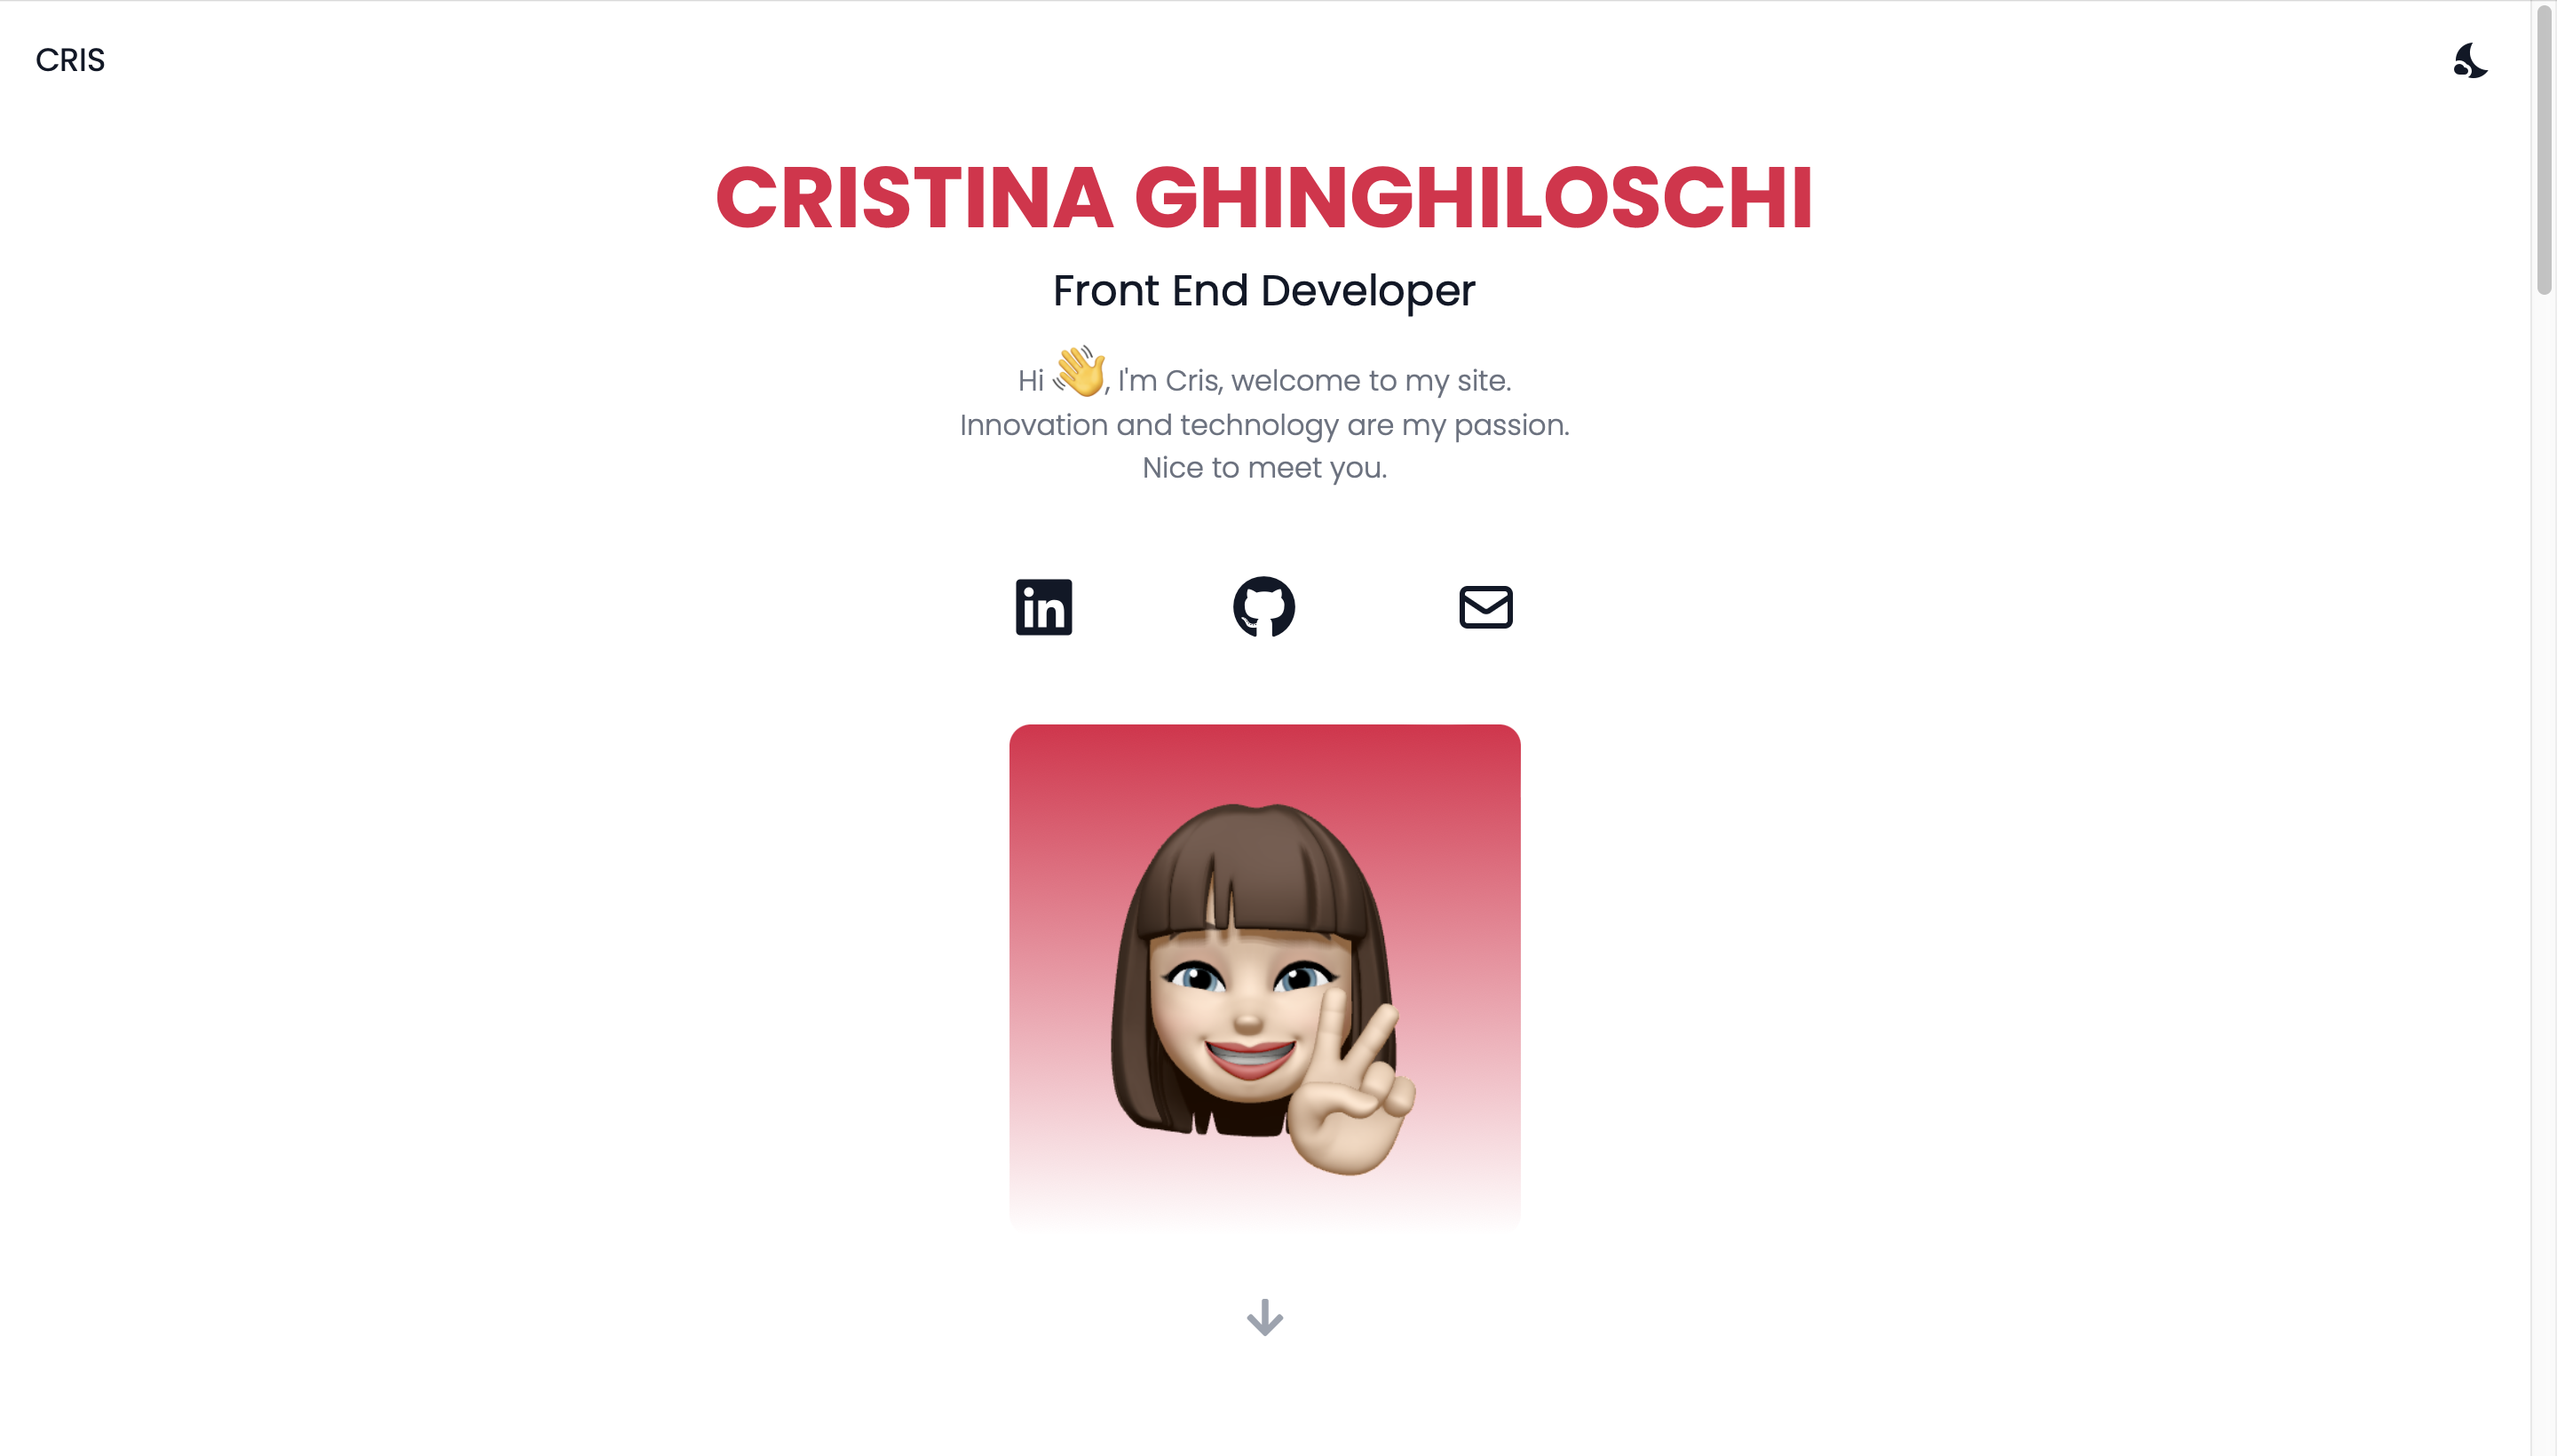 CRIS
CRISTINA GHINGHILOSCHI
Front End Developer
Hi 👋, I'm Cris, welcome to my site.
Innovation and technology are my passion.
Nice to meet you.
in